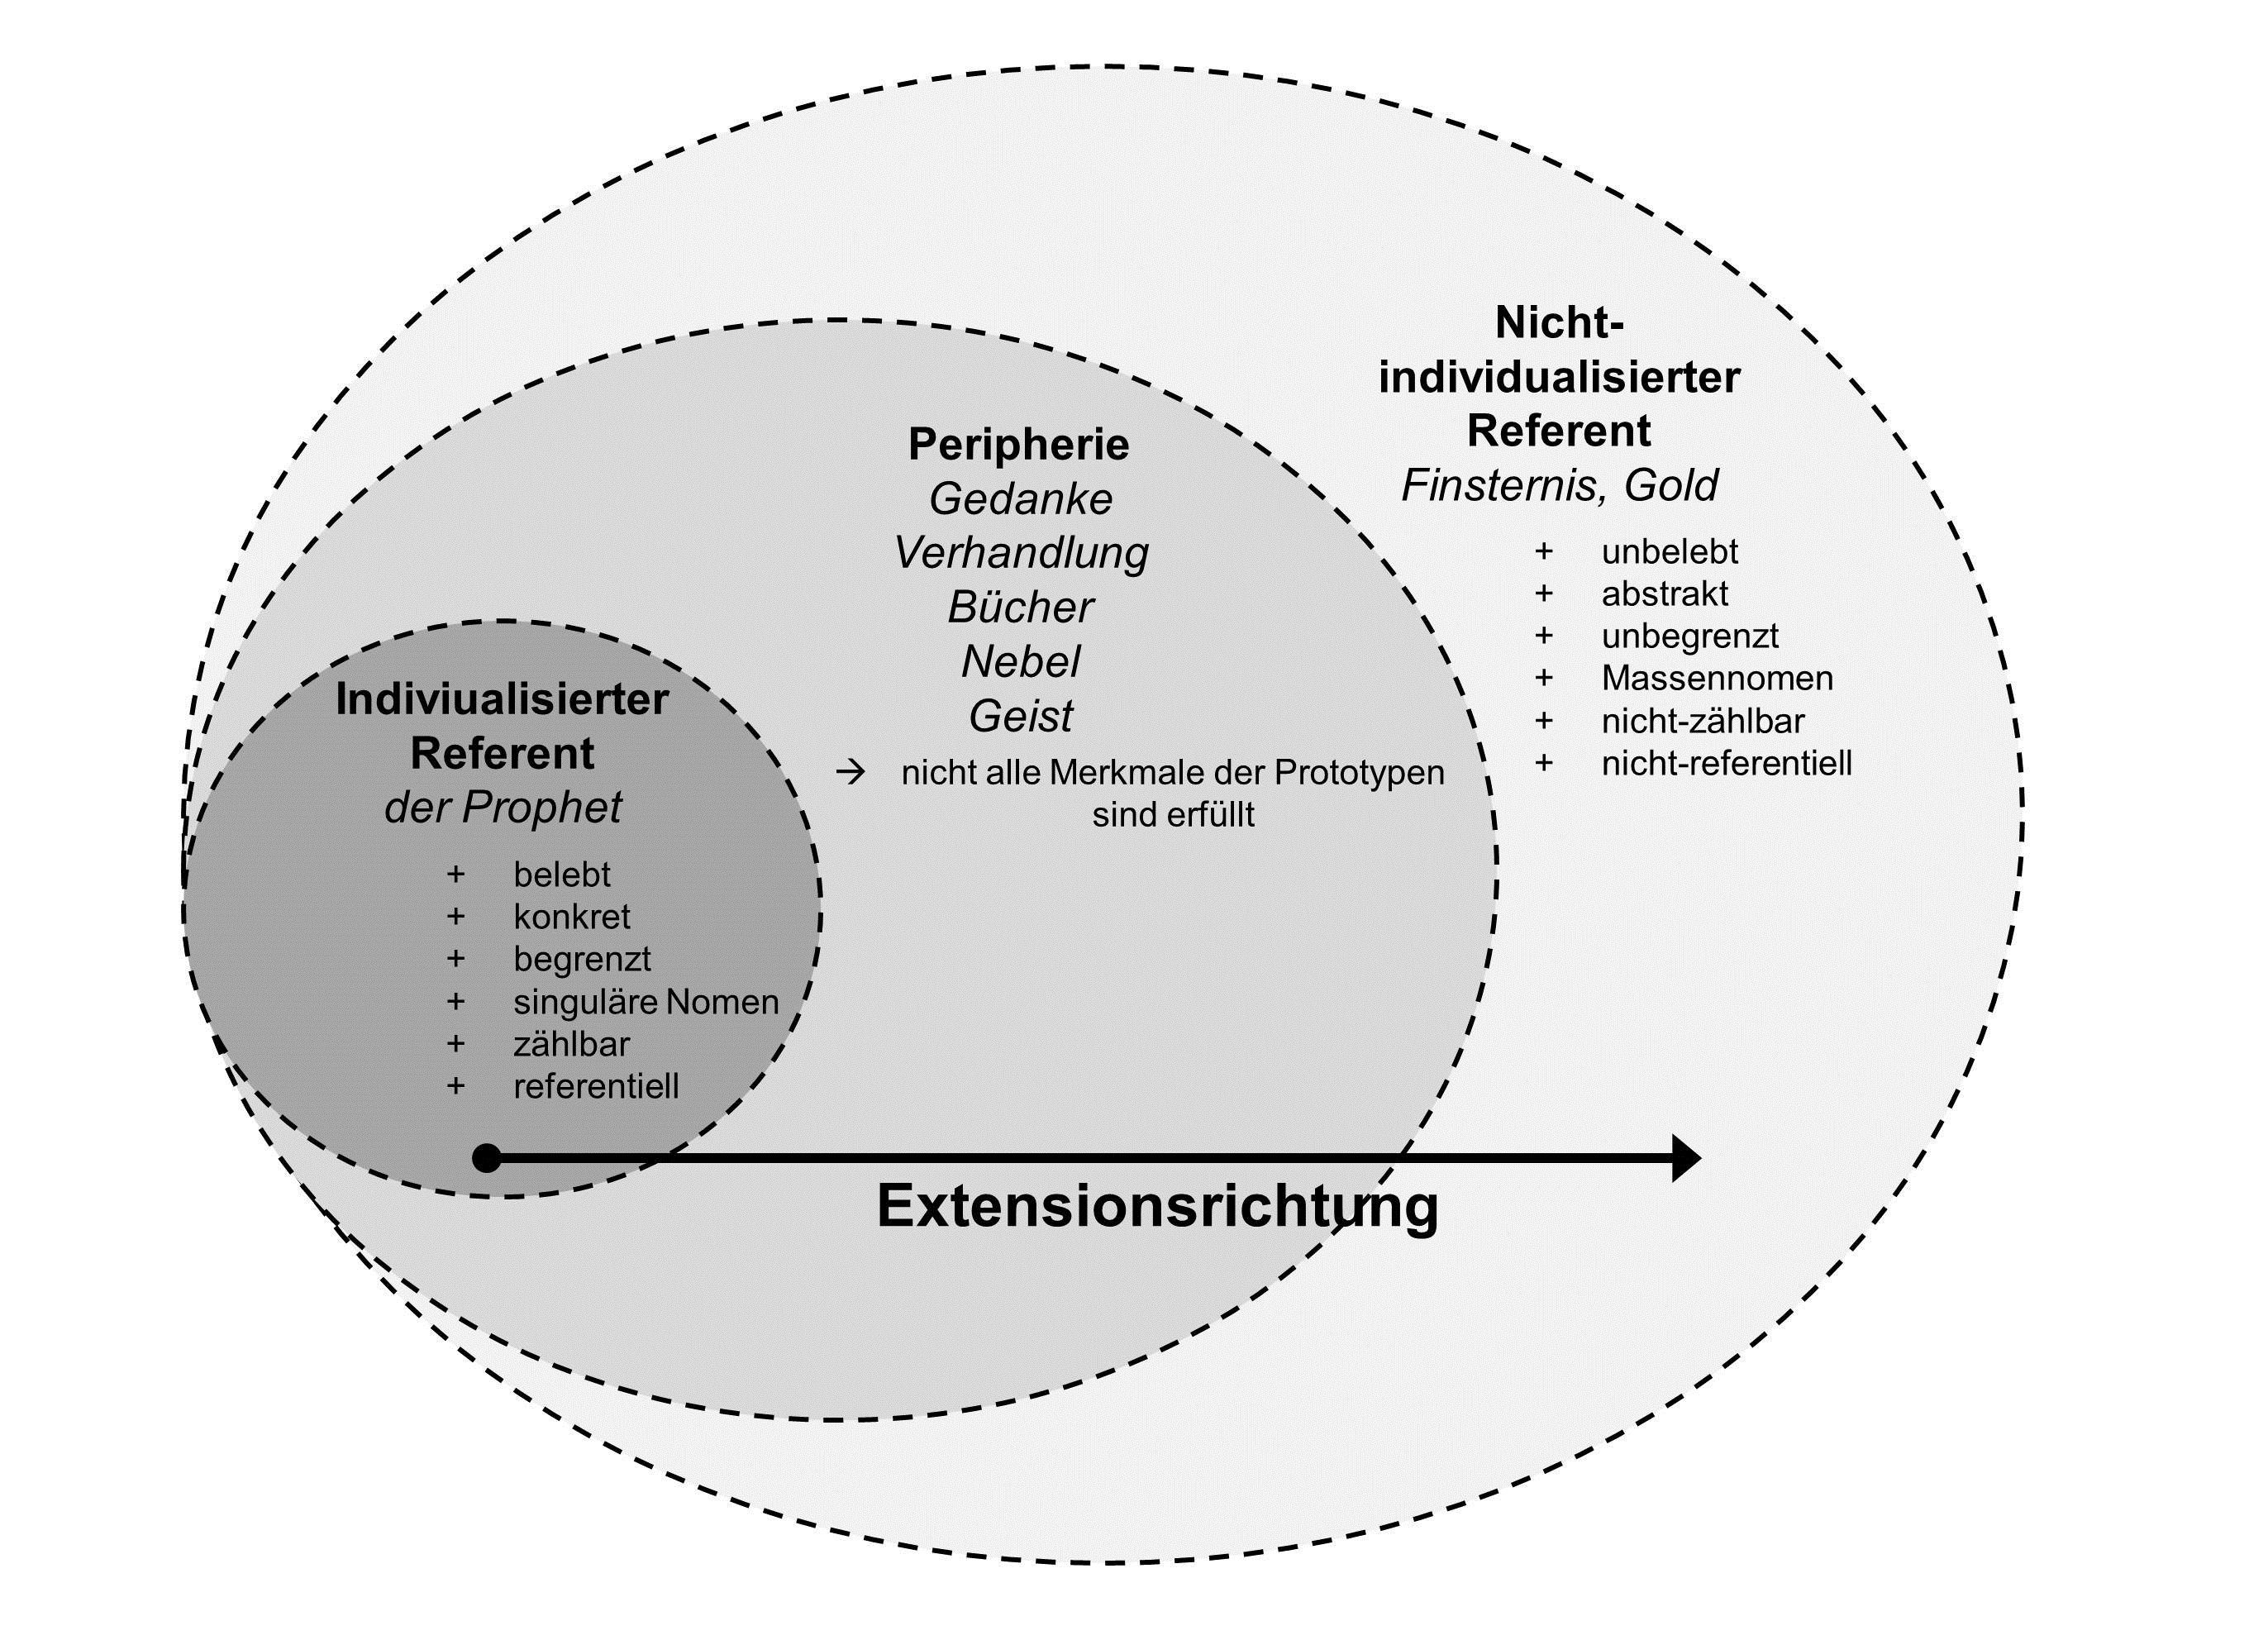 Nicht-
individualisierter
Referent
Finsternis, Gold
+ unbelebt
+ abstrakt
+ unbegrenzt
+ Massennomen
+ nicht-zählbar
+ nicht-referentiell
Peripherie
Gedanke
Verhandlung
Bücher
Nebel
Geist
→ nicht alle Merkmale der Prototypen
sind erfüllt
Indiviualisierter
Referent
der Prophet
+ belebt
+ konkret
+ begrenzt
+ singuläre Nomen
+ zählbar
+ referentiell
Extensionsrichtung